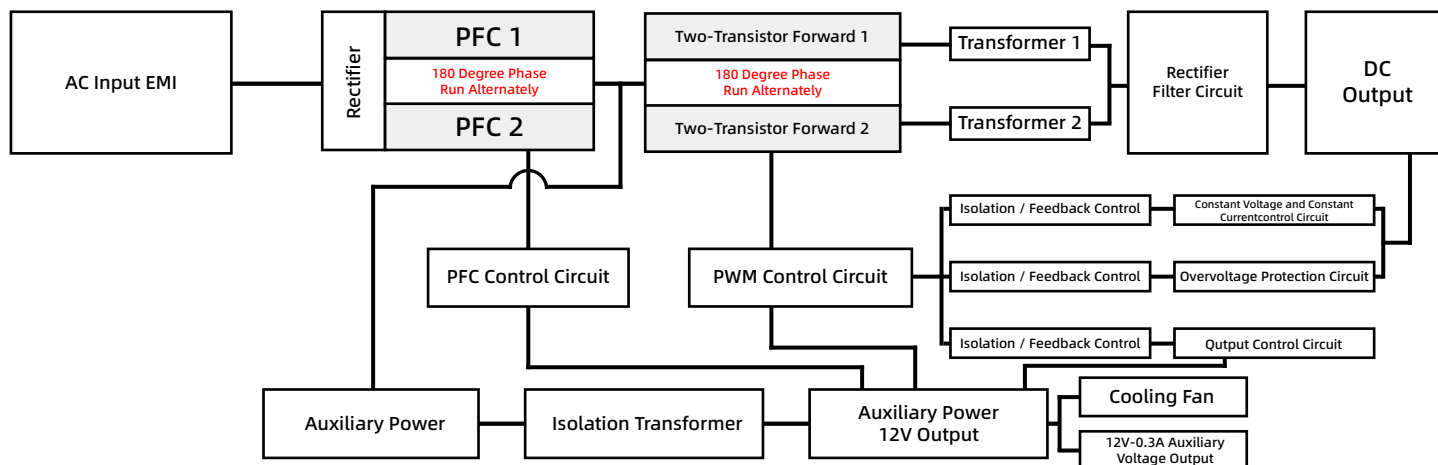 AC Input EMI
Rectifier
PFC 1
180 Degree Phase
Run Alternately
PFC 2
Two-Transistor Forward 1
180 Degree Phase
Run Alternately
Two-Transistor Forward 2
Transformer 1
Transformer 2
Rectifier
Filter Circuit
DC
Output
Isolation / Feedback Control
Constant Voltage and Constant
Currentcontrol Circuit
PFC Control Circuit
PWM Control Circuit
Isolation / Feedback Control
Overvoltage Protection Circuit
Isolation / Feedback Control
Qutput Control Circuit
Auxiliary Power
Isolation Transformer
Auxiliary Power
12V Output
Cooling Fan
12V-0.3A Auxiliary
Voltage Output